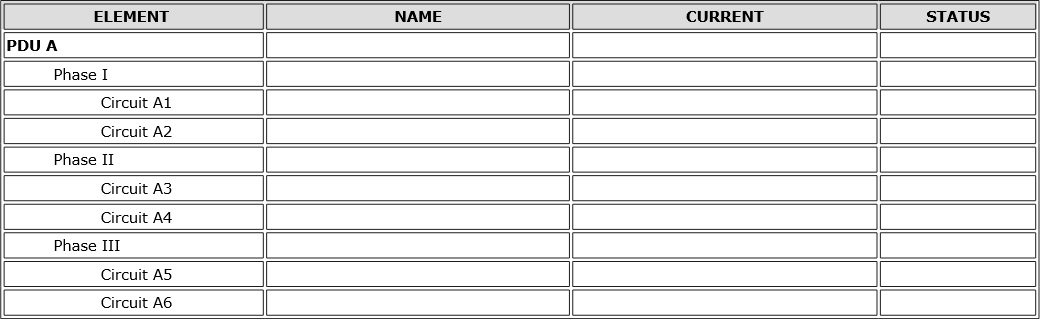 ELEMENT NAME CURRENT STATUS
PDU A
Phase I
Circuit A1
Circuit A2
Phase II
Circuit A3
Circuit A4
Phase III
Circuit A5
Circuit A6